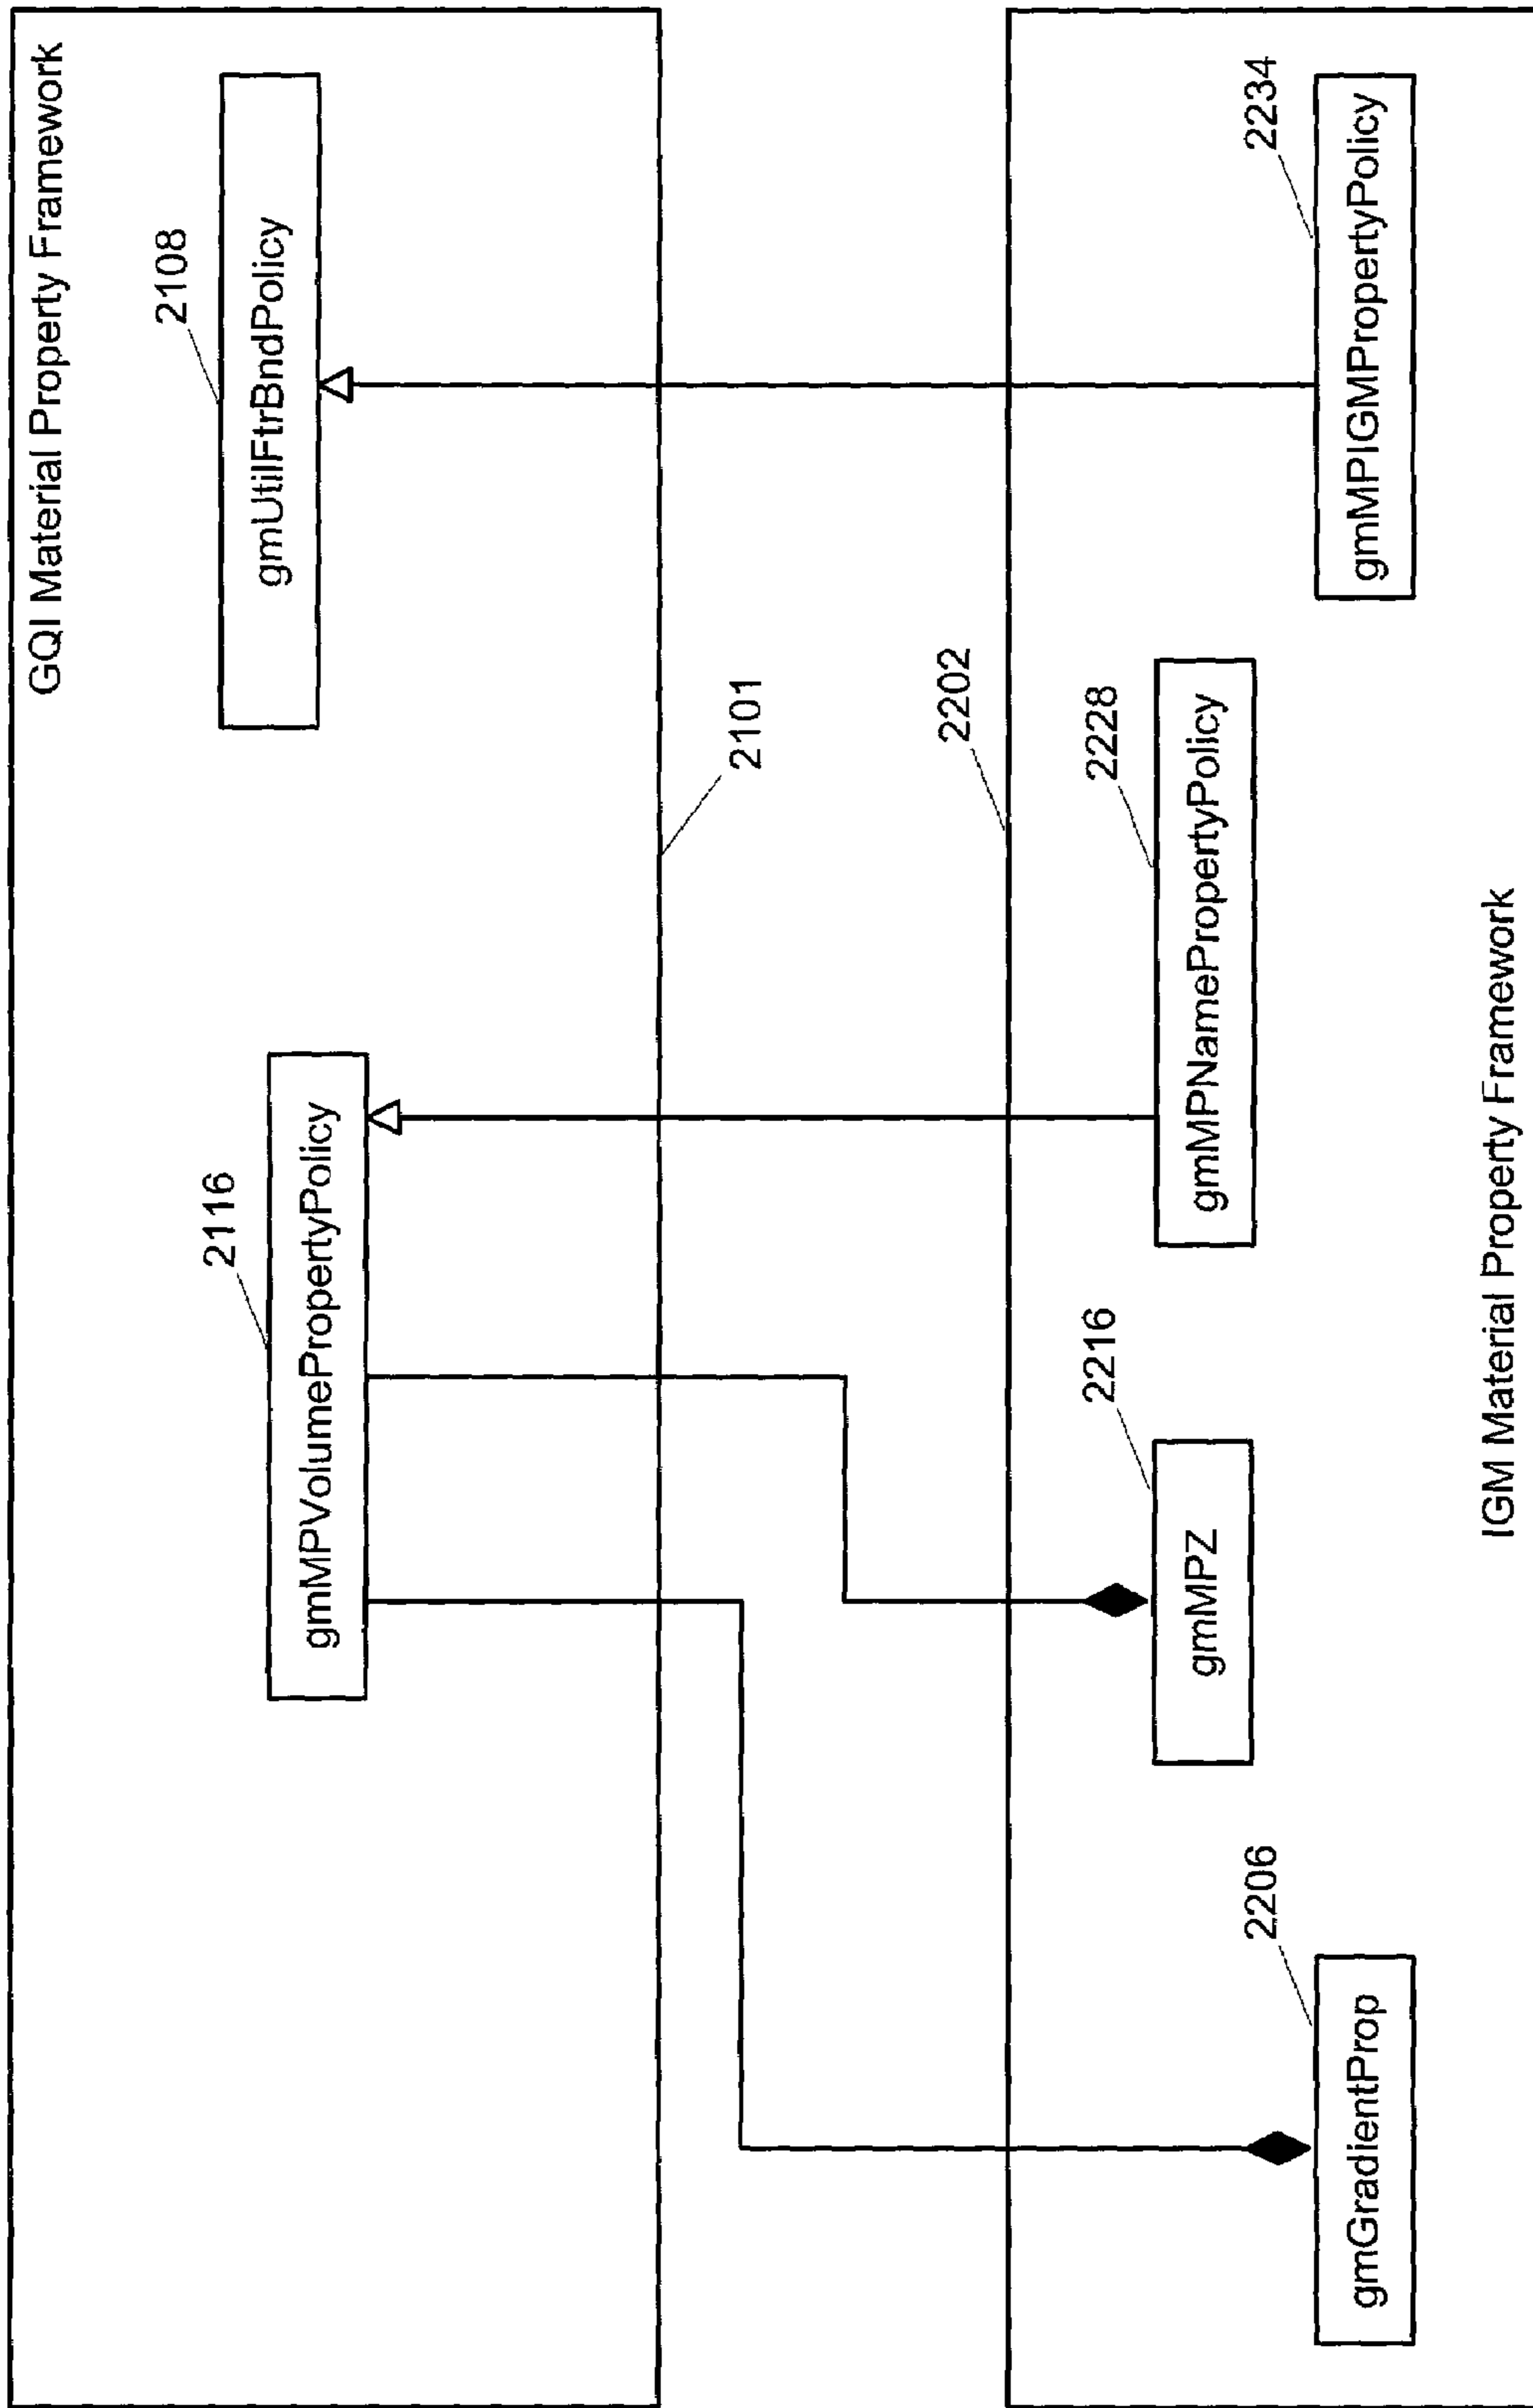 GQI Material Property Framework
2116
gmMPVolumePropertyPolicy
2108
gmUtilFtrBndPolicy
2101
2202
2206
gmGradientProp
2216
gmMPZ
2228
gmMPNamePropertyPolicy
2234
gmMPIGMPropertyPolicy
IGM Material Property Framework